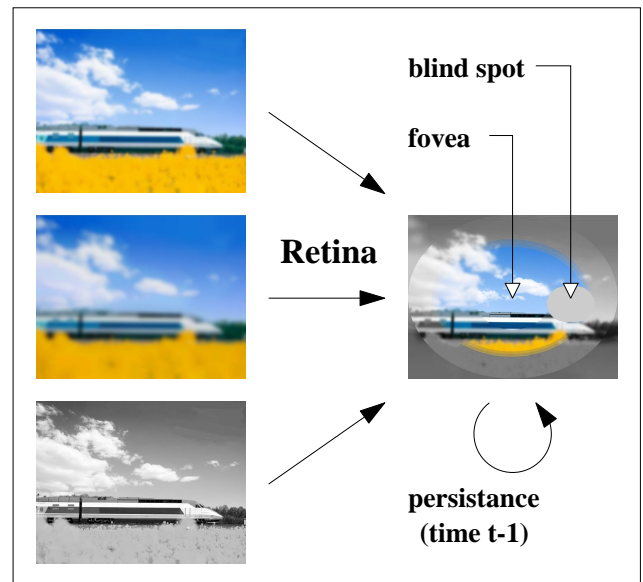 blind spot
fovea
Retina
persistance
(time t-1)